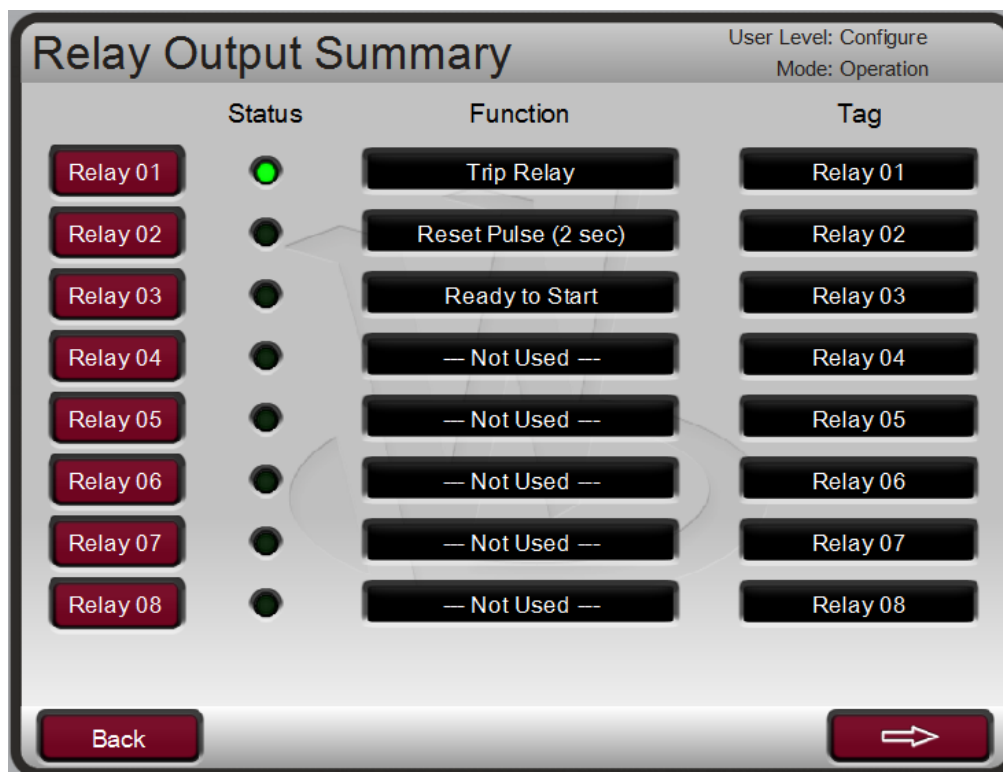 Relay Output Summary
User Level: Configure
Mode: Operation
Status Function Tag
Relay 01 Trip Relay Relay 01
Relay 02 Reset Pulse (2 sec) Relay 02
Relay 03 Ready to Start Relay 03
Relay 04 --- Not Used --- Relay 04
Relay 05 --- Not Used --- Relay 05
Relay 06 --- Not Used --- Relay 06
Relay 07 --- Not Used --- Relay 07
Relay 08 --- Not Used --- Relay 08
Back